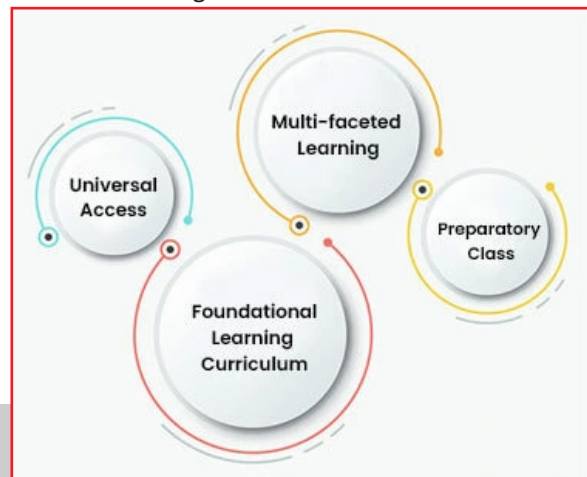 Universal
Access
Multi-faceted
Learning
Preparatory
Class
Foundational
Learning
Curriculum